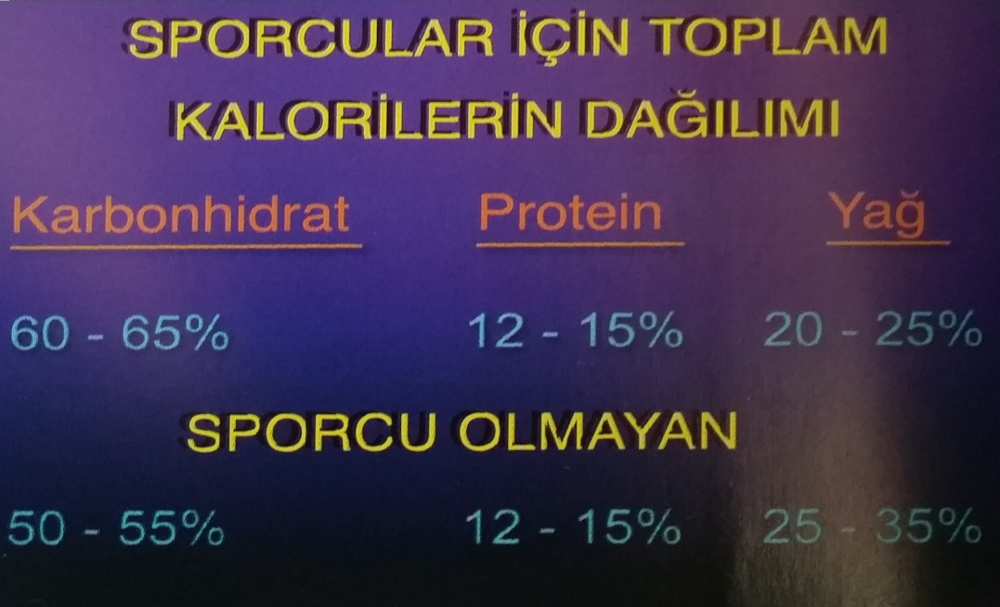 SPORCULAR İÇİN TOPLAM
KALORİLERİN DAĞILIMI
Karbonhidrat Protein Yağ
60 - 65% 12 - 15% 20 - 25%
SPORCU OLMAYAN
50 - 55% 12 - 15% 25 - 35%